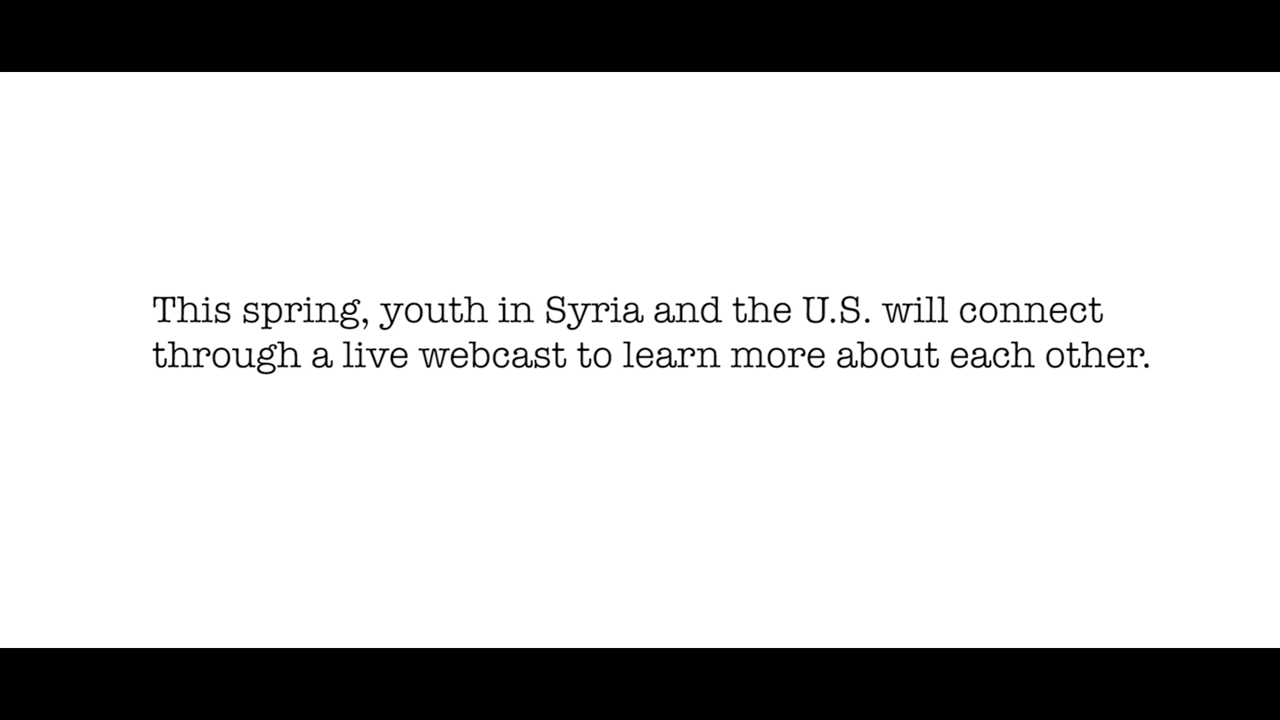 This spring, youth in Syria and the U.S. will connect
through a live webcast to learn more about each other.